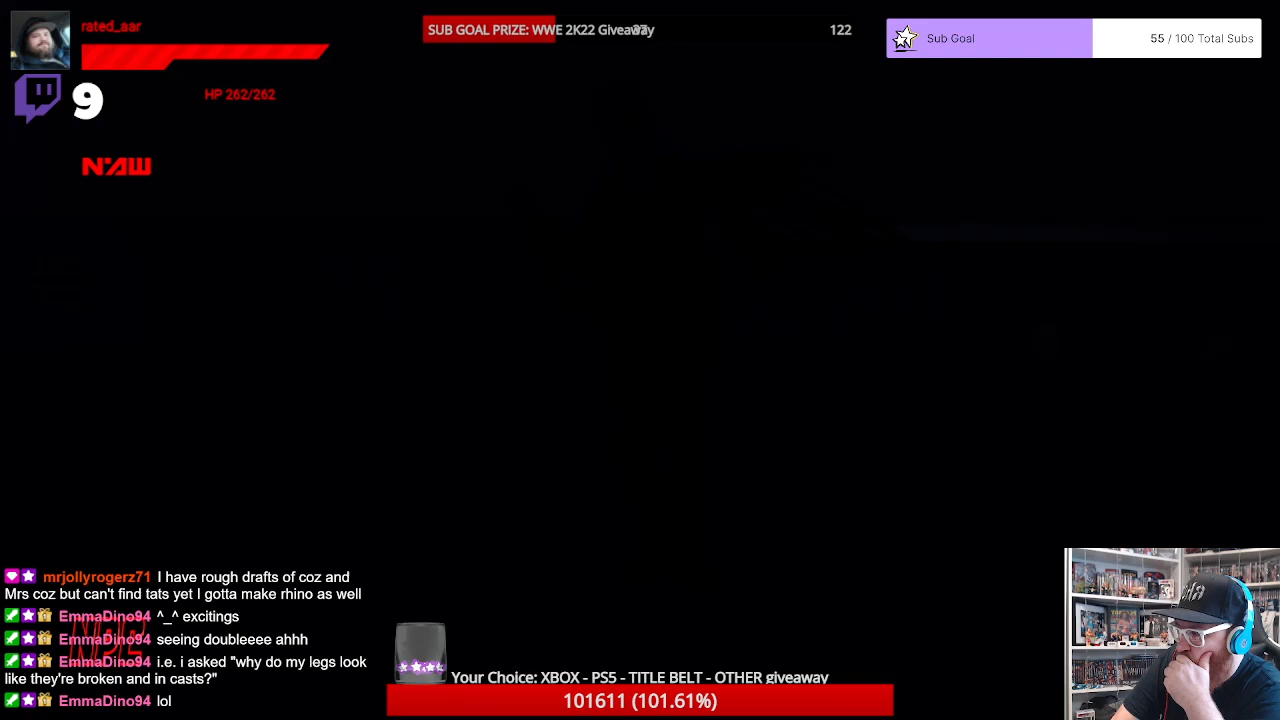 rated_aar
SUB GOAL PRIZE: WWE 2K22 Giveaway
122
Sub Goal
55 / 100 Total Subs
9
HP 262/262
mrjollyrogerz71 I have rough drafts of coz and
Mrs coz but can't find tats yet I gotta make rhino as well
EmmaDino94 ^_^ excitings
EmmaDino94 seeing doubleeee ahhh
EmmaDino94 i.e. i asked "why do my legs look
like they're broken and in casts?"
EmmaDino94 lol
Your Choice: XBOX - PS5 - TITLE BELT - OTHER giveaway
101611 (101.61%)